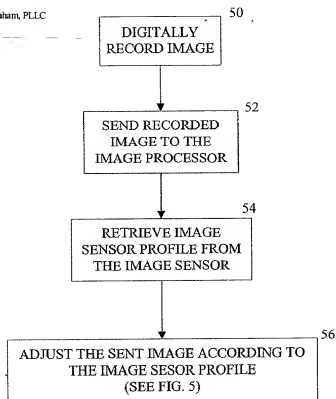 ham, PLLC
50
DIGITALLY
RECORD IMAGE
52
SEND RECORDED
IMAGE TO THE
IMAGE PROCESSOR
54
RETRIEVE IMAGE
SENSOR PROFILE FROM
THE IMAGE SENSOR
56
ADJUST THE SENT IMAGE ACCORDING TO
THE IMAGE SESOR PROFILE
(SEE FIG. 5)